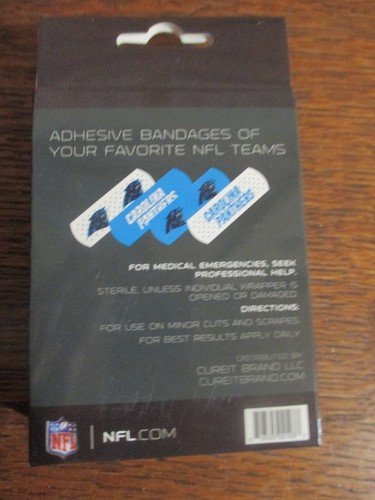 ADHESIVE BANDAGES OF
YOUR FAVORITE NFL TEAMS
CAROLINA
PANTHERS
CAROLINA
PANTHERS
FOR MEDICAL EMERGENCIES, SEEK
PROFESSIONAL HELP.
STERILE, UNLESS INDIVIDUAL WRAPPER IS
OPENED OR DAMAGED.
DIRECTIONS:
FOR USE ON MINOR CUTS AND SCRAPES.
FOR BEST RESULTS APPLY DAILY
DISTRIBUTED BY
CUREIT BRAND LLC
CUREITBRAND.COM
NFL | NFL.COM